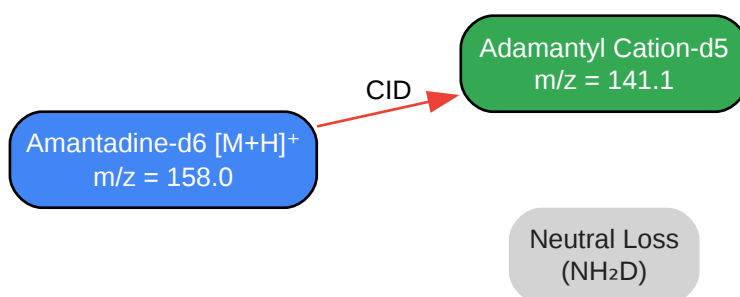 Adamantyl Cation-d5
m/z = 141.1
CID
Amantadine-d6 [M+H]⁺
m/z = 158.0
Neutral Loss
(NH₂D)